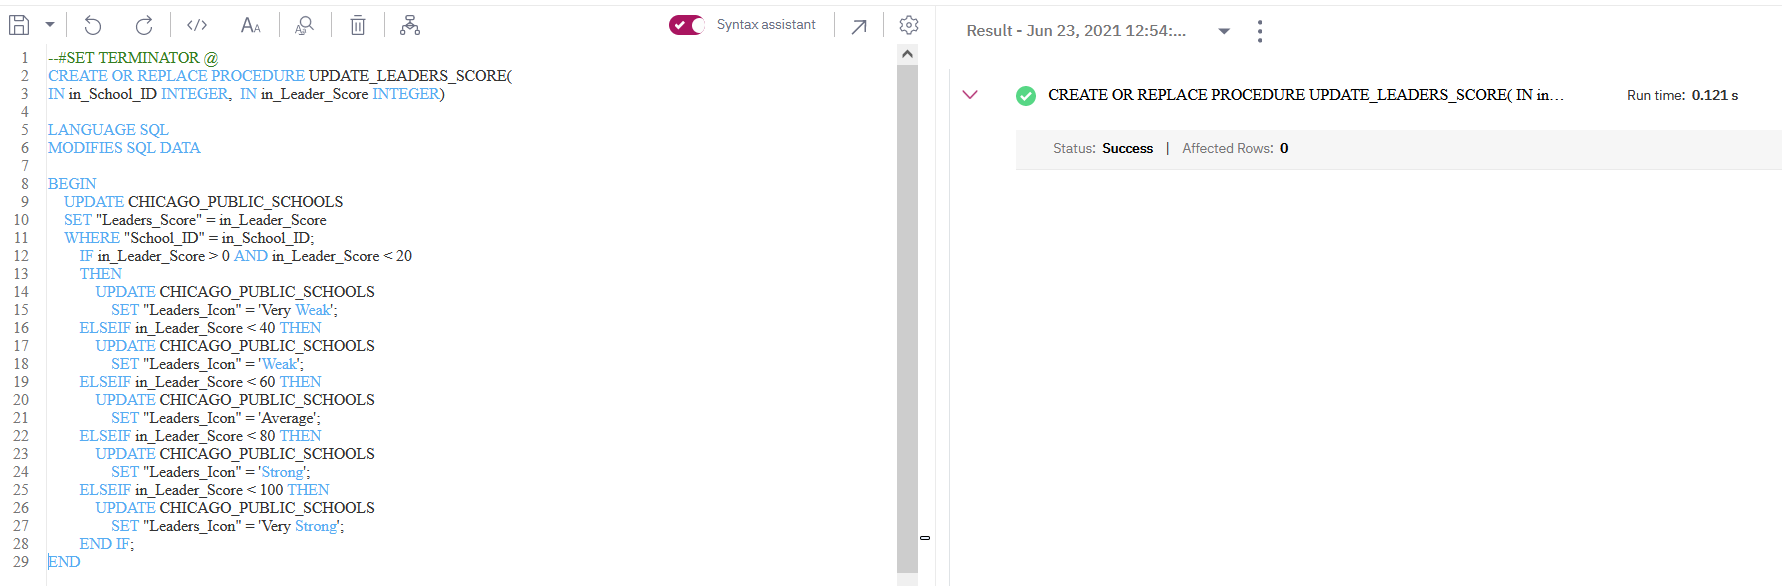 </>
AA
Syntax assistant
Result - Jun 23, 2021 12:54:...
1 --#SET TERMINATOR @
2 CREATE OR REPLACE PROCEDURE UPDATE_LEADERS_SCORE(
3 IN in_School_ID INTEGER,  IN in_Leader_Score INTEGER)
4
5 LANGUAGE SQL
6 MODIFIES SQL DATA
7
8 BEGIN
9 UPDATE CHICAGO_PUBLIC_SCHOOLS
10 SET "Leaders_Score" = in_Leader_Score
11 WHERE "School_ID" = in_School_ID;
12 IF in_Leader_Score > 0 AND in_Leader_Score < 20
13 THEN
14 UPDATE CHICAGO_PUBLIC_SCHOOLS
15 SET "Leaders_Icon" = 'Very Weak';
16 ELSEIF in_Leader_Score < 40 THEN
17 UPDATE CHICAGO_PUBLIC_SCHOOLS
18 SET "Leaders_Icon" = 'Weak';
19 ELSEIF in_Leader_Score < 60 THEN
20 UPDATE CHICAGO_PUBLIC_SCHOOLS
21 SET "Leaders_Icon" = 'Average';
22 ELSEIF in_Leader_Score < 80 THEN
23 UPDATE CHICAGO_PUBLIC_SCHOOLS
24 SET "Leaders_Icon" = 'Strong';
25 ELSEIF in_Leader_Score < 100 THEN
26 UPDATE CHICAGO_PUBLIC_SCHOOLS
27 SET "Leaders_Icon" = 'Very Strong';
28 END IF;
29 END
CREATE OR REPLACE PROCEDURE UPDATE_LEADERS_SCORE( IN in... Run time: 0.121 s
Status: Success | Affected Rows: 0